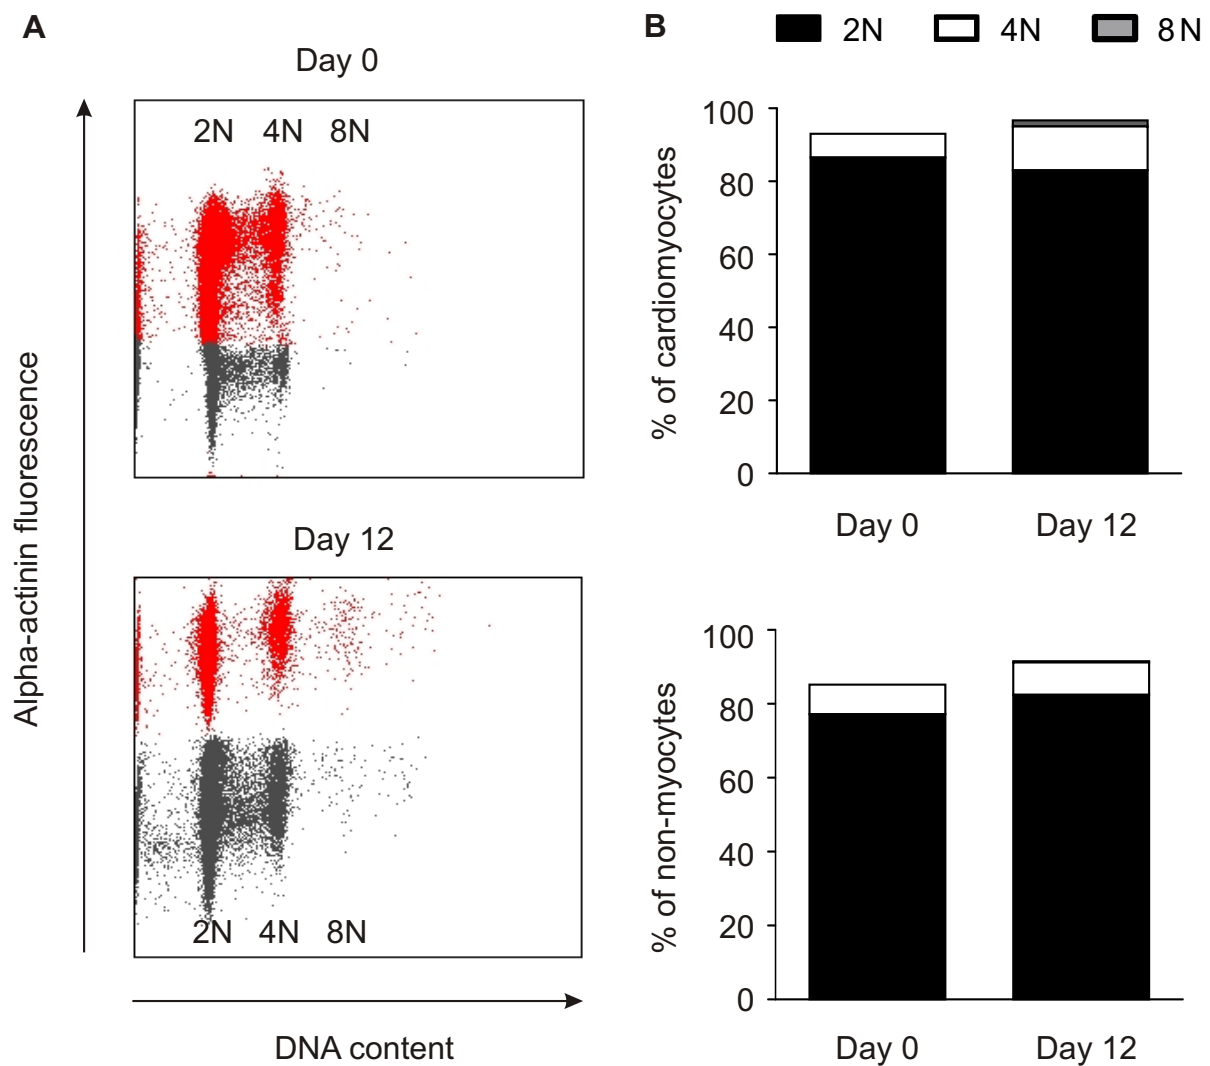 A
Day 0
2N 4N 8N
Day 12
2N 4N 8N
Alpha-actinin fluorescence
DNA content
B
2N 4N 8N
100
80
60
40
20
0
% of cardiomyocytes
Day 0 Day 12
100
80
60
40
20
0
% of non-myocytes
Day 0 Day 12